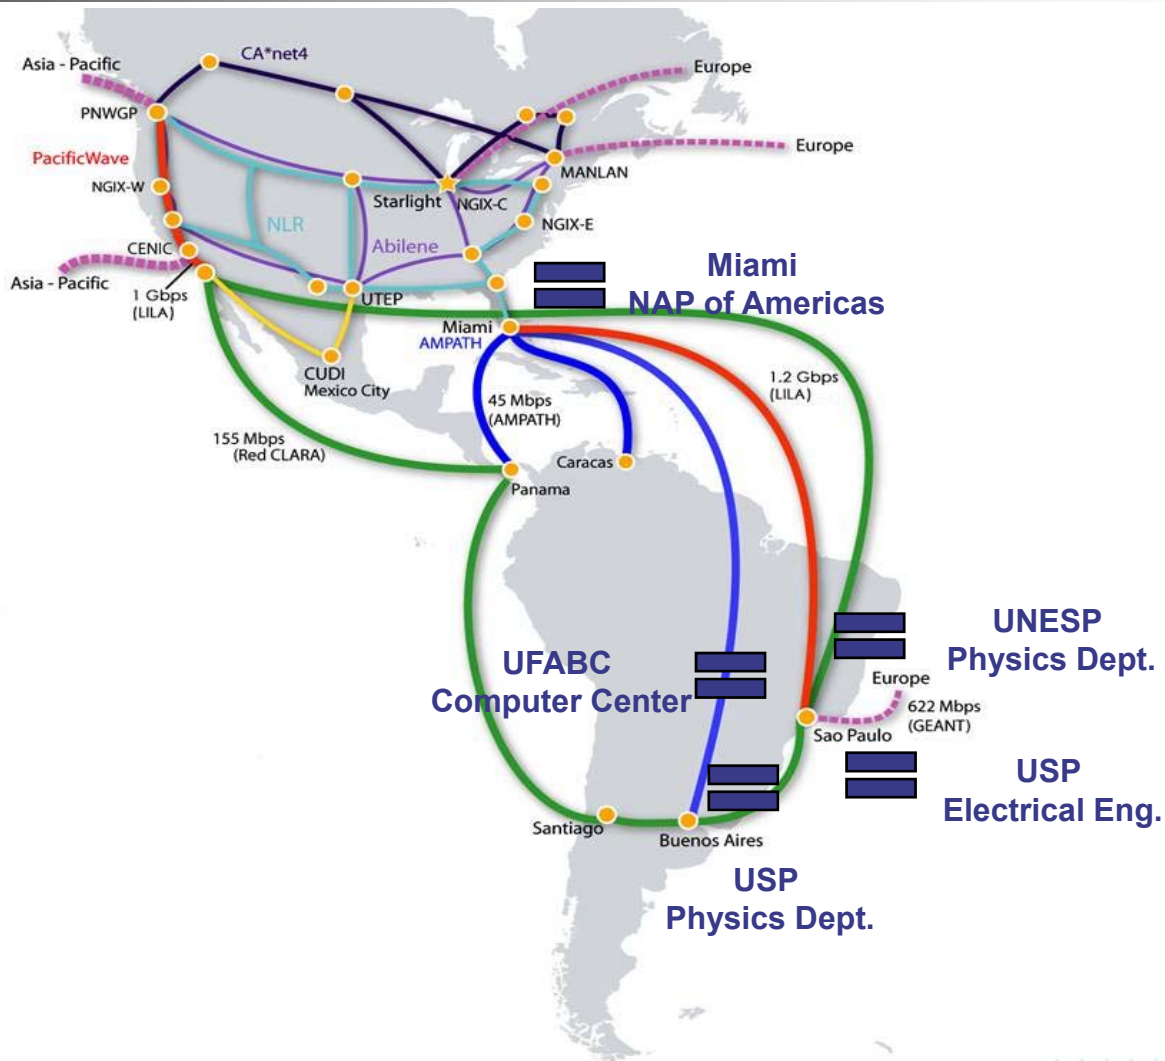 CA*net4
Asia - Pacific
Europe
PNWGP
Europe
PacificWave
MANLAN
NGIX-W
Starlight
NGIX-C
NLR
NGIX-E
Abilene
CENIC
Asia - Pacific
1 Gbps
(LILA)
UTEP
Miami
NAP of Americas
Miami
AMPATH
CUDI
Mexico City
1.2 Gbps
(LILA)
45 Mbps
(AMPATH)
155 Mbps
(Red CLARA)
Caracas
Panama
UNESP
Physics Dept.
UFABC
Computer Center
Europe
622 Mbps
(GEANT)
Sao Paulo
USP
Electrical Eng.
Santiago
Buenos Aires
USP
Physics Dept.